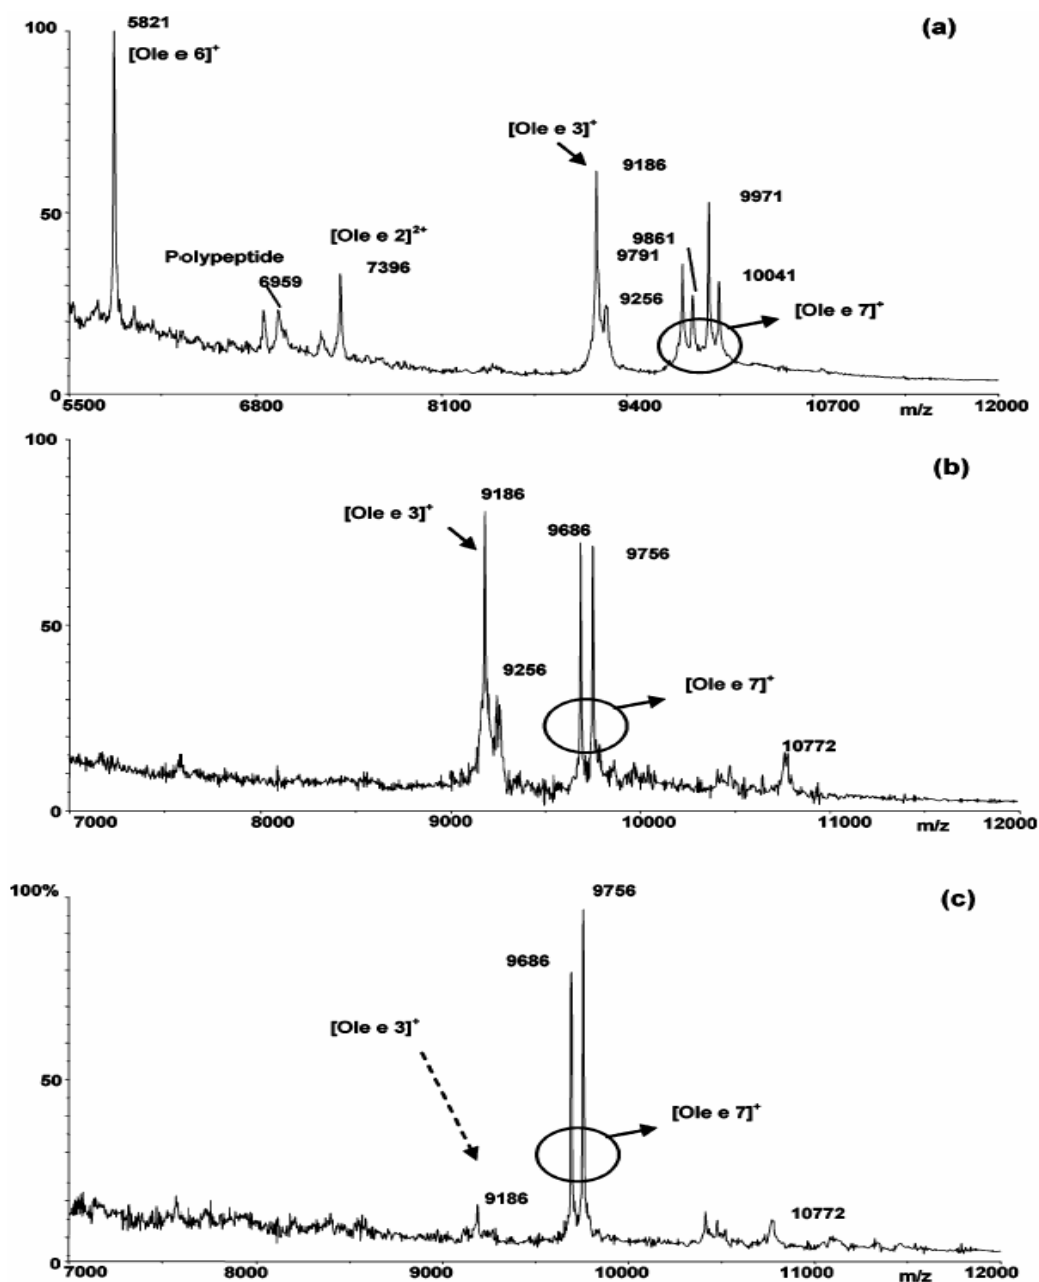 100
5821
(a)
[Ole e 6]⁺
[Ole e 3]⁺
9186
9971
50
[Ole e 2]²⁺
9861
Polypeptide
7396
9791
6959
9256
10041
[Ole e 7]⁺
0
5500 6800 8100 9400 10700 m/z 12000
100
(b)
9186
[Ole e 3]⁺
9686
9756
50
9256
[Ole e 7]⁺
10772
0
7000 8000 9000 10000 11000 m/z 12000
100%
9756
(c)
9686
[Ole e 3]⁺
50
[Ole e 7]⁺
9186
10772
0
7000 8000 9000 10000 11000 m/z 12000